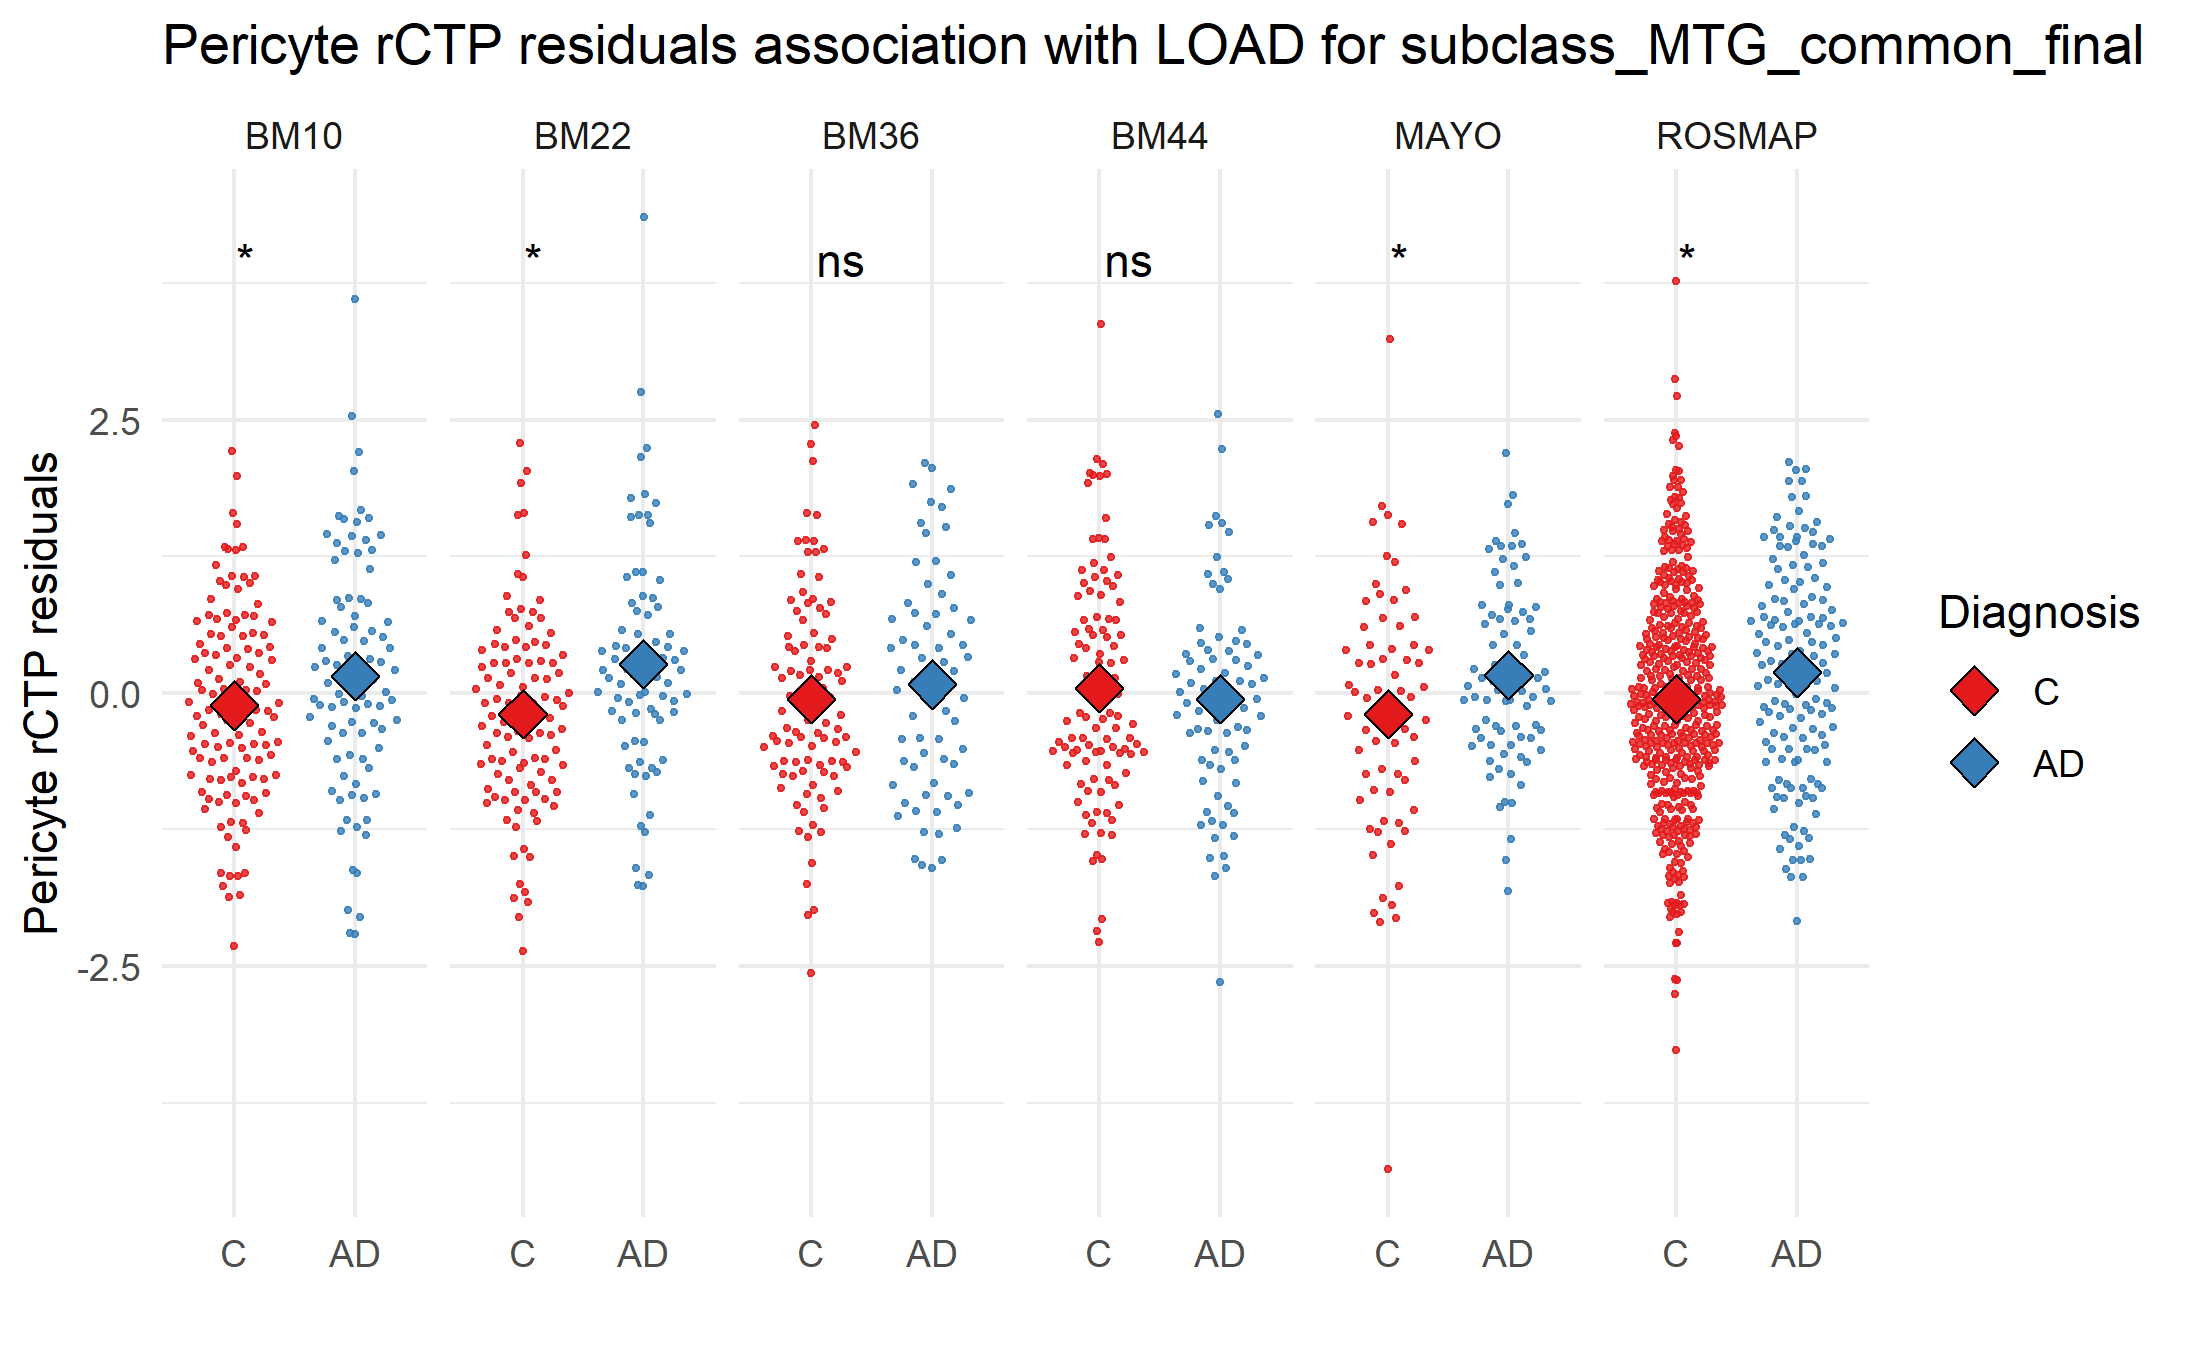 Pericyte rCTP residuals association with LOAD for subclass_MTG_common_final
BM10 BM22 BM36 BM44 MAYO ROSMAP
* * ns ns * *
2.5
0.0
-2.5
Pericyte rCTP residuals
C AD C AD C AD C AD C AD C AD
Diagnosis
C
AD